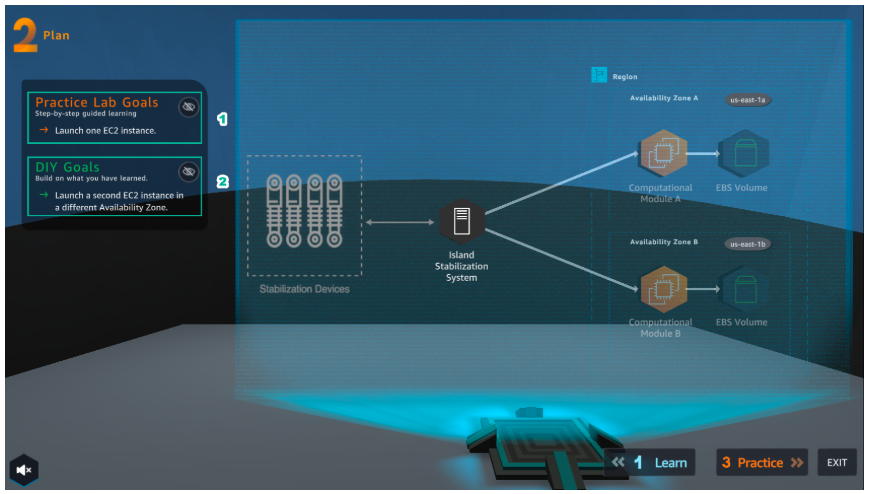 2 Plan
Practice Lab Goals
Step-by-step guided learning
→ Launch one EC2 instance.
1
DIY Goals
Build on what you have learned.
→ Launch a second EC2 instance in
a different Availability Zone.
2
Stabilization Devices
Island
Stabilization
System
Region
Availability Zone A
us-east-1a
Computational
Module A
EBS Volume
Availability Zone B
us-east-1b
Computational
Module B
EBS Volume
1 Learn
3 Practice
EXIT